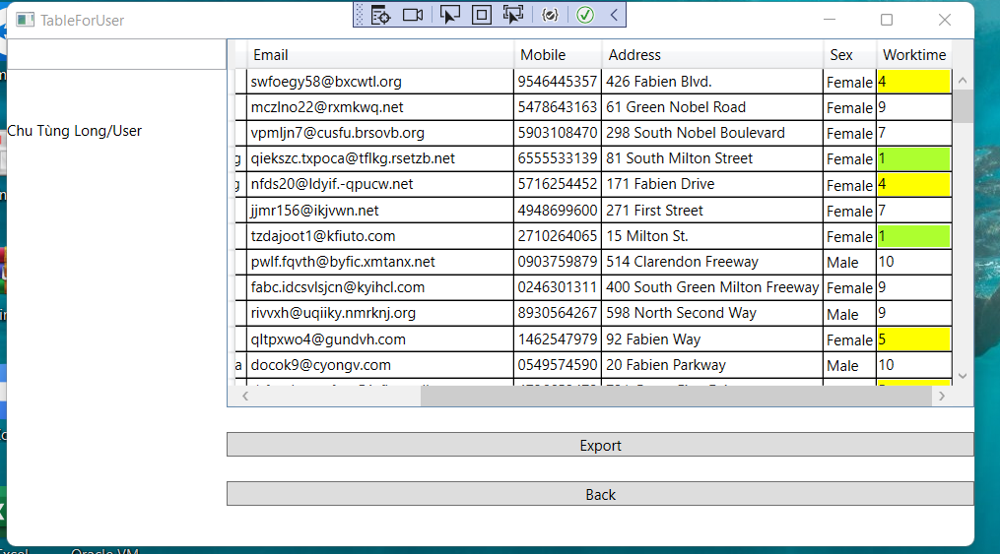 TableForUser
Chu Tùng Long/User
Email Mobile Address Sex Worktime
swfoegy58@bxcwtl.org 9546445357 426 Fabien Blvd. Female 4
mczlno22@rxmkwq.net 5478643163 61 Green Nobel Road Female 9
vpmljn7@cusfu.brsovb.org 5903108470 298 South Nobel Boulevard Female 7
g qiekszc.txpoca@tflkg.rsetzb.net 6555533139 81 South Milton Street Female 1
g nfds20@ldyif.-qpucw.net 5716254452 171 Fabien Drive Female 4
jjmr156@ikjvwn.net 4948699600 271 First Street Female 7
tzdajoot1@kfiuto.com 2710264065 15 Milton St. Female 1
pwlf.fqvth@byfic.xmtanx.net 0903759879 514 Clarendon Freeway Male 10
fabc.idcsvlsjcn@kyihcl.com 0246301311 400 South Green Milton Freeway Female 9
rivvxh@uqiiky.nmrknj.org 8930564267 598 North Second Way Male 9
qltpxwo4@gundvh.com 1462547979 92 Fabien Way Female 5
a docok9@cyongv.com 0549574590 20 Fabien Parkway Male 10
Export
Back